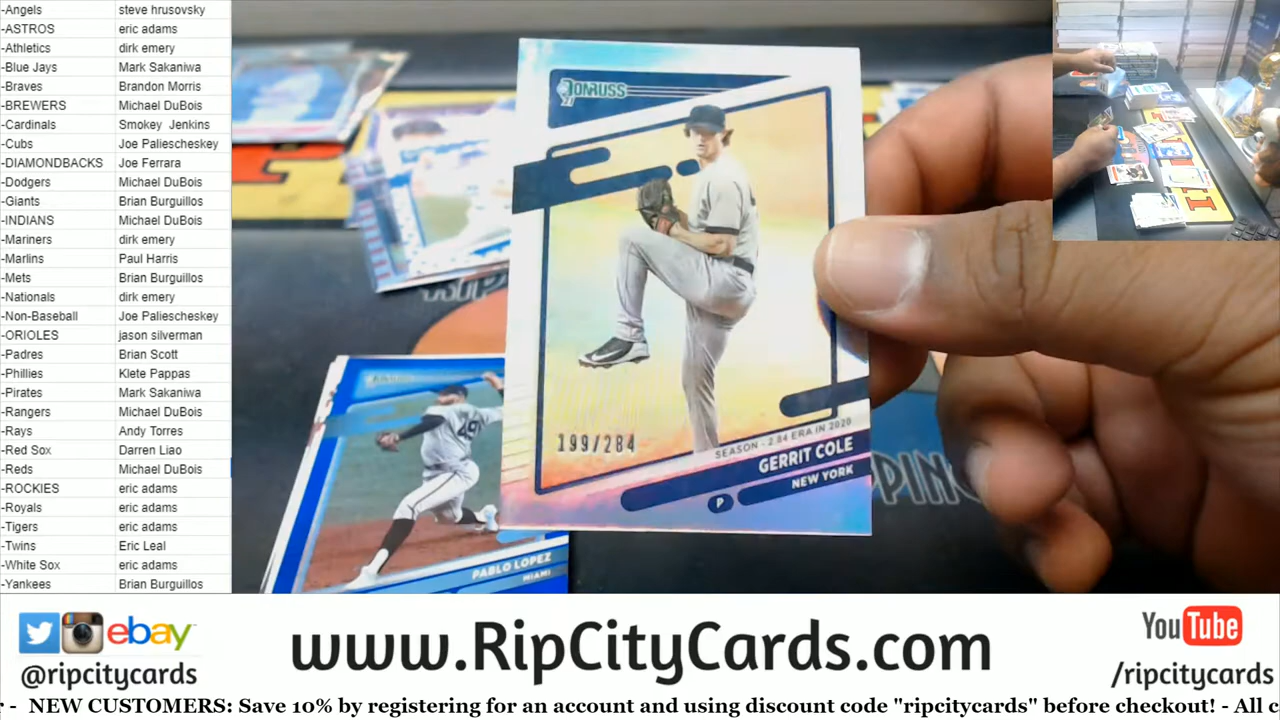 -Angels steve hrusovsky
-ASTROS eric adams
-Athletics dirk emery
-Blue Jays Mark Sakaniwa
-Braves Brandon Morris
-BREWERS Michael DuBois
-Cardinals Smokey Jenkins
-Cubs Joe Paliescheskey
-DIAMONDBACKS Joe Ferrara
-Dodgers Michael DuBois
-Giants Brian Burguillos
-INDIANS Michael DuBois
-Mariners dirk emery
-Marlins Paul Harris
-Mets Brian Burguillos
-Nationals dirk emery
-Non-Baseball Joe Paliescheskey
-ORIOLES jason silverman
-Padres Brian Scott
-Phillies Klete Pappas
-Pirates Mark Sakaniwa
-Rangers Michael DuBois
-Rays Andy Torres
-Red Sox Darren Liao
-Reds Michael DuBois
-ROCKIES eric adams
-Royals eric adams
-Tigers eric adams
-Twins Eric Leal
-White Sox eric adams
-Yankees Brian Burguillos
DONRUSS
199/284
SEASON - 2.84 ERA IN 2020
GERRIT COLE
NEW YORK
P
49
PABLO LOPEZ
MIAMI
PPING
ebay
@ripcitycards
www.RipCityCards.com
YouTube
/ripcitycards
r - NEW CUSTOMERS: Save 10% by registering for an account and using discount code "ripcitycards" before checkout! - All c